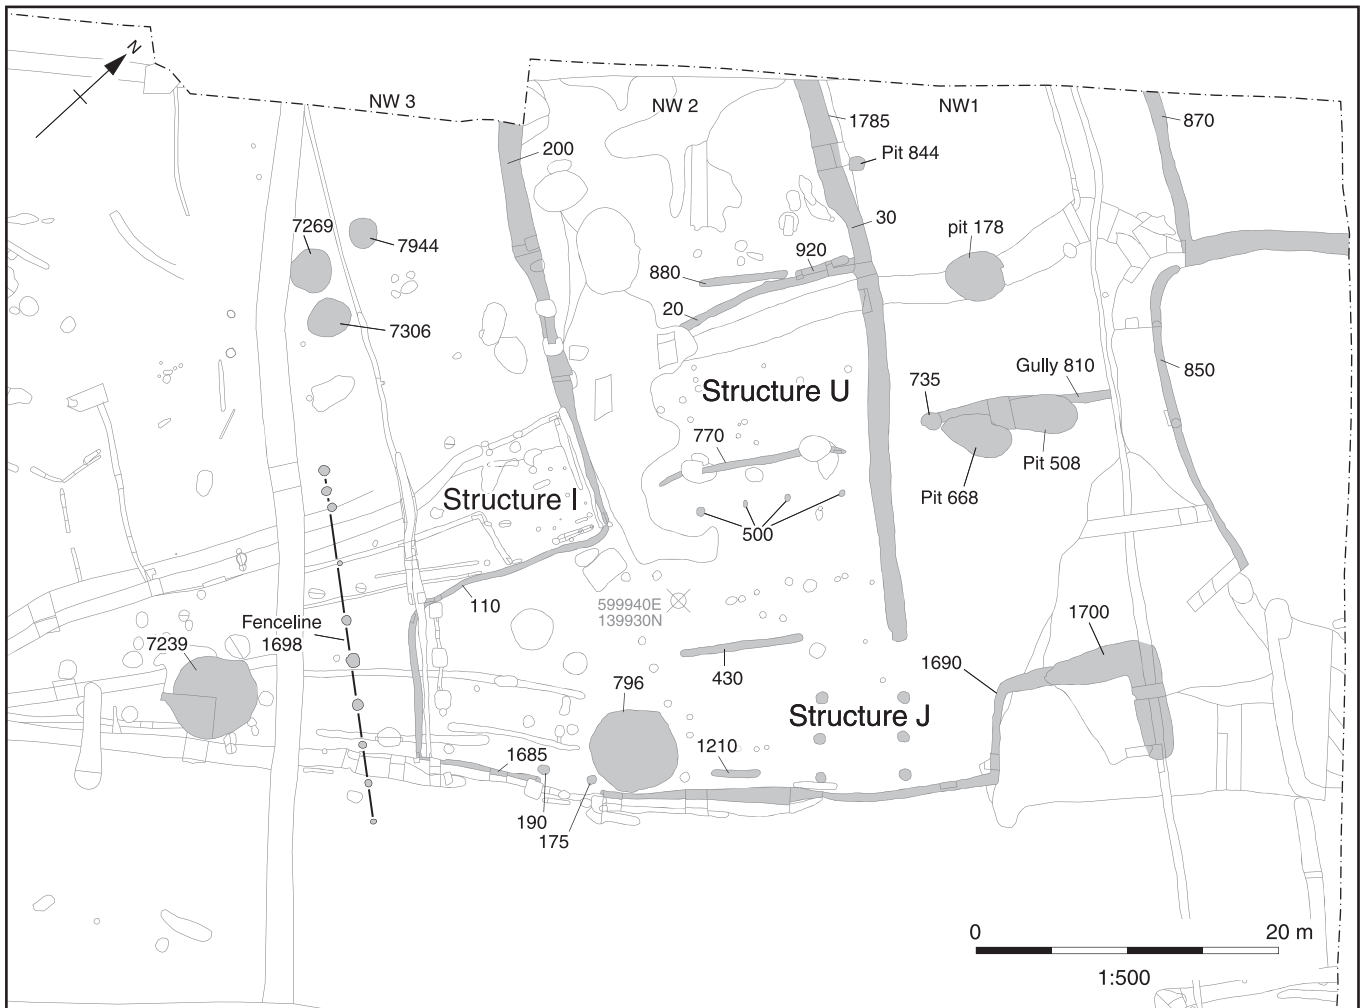 N
NW 3
NW 2
NW1
1785
870
200
Pit 844
7269
7944
30
pit 178
920
880
20
7306
Gully 810
735
850
Structure U
770
Pit 508
Structure I
Pit 668
500
110
599940E
139930N
Fenceline
1698
1700
7239
430
1690
796
Structure J
1210
1685
190
175
0 20 m
1:500